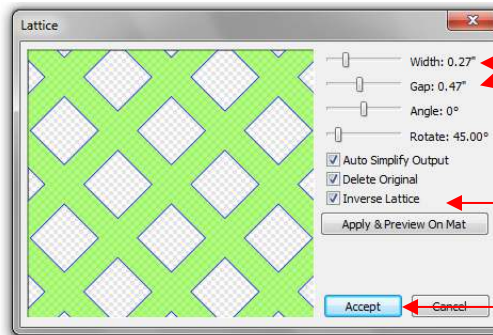 Lattice
Width: 0.27"
Gap: 0.47"
Angle: 0°
Rotate: 45.00°
Auto Simplify Output
Delete Original
Inverse Lattice
Apply & Preview On Mat
Accept
Cancel